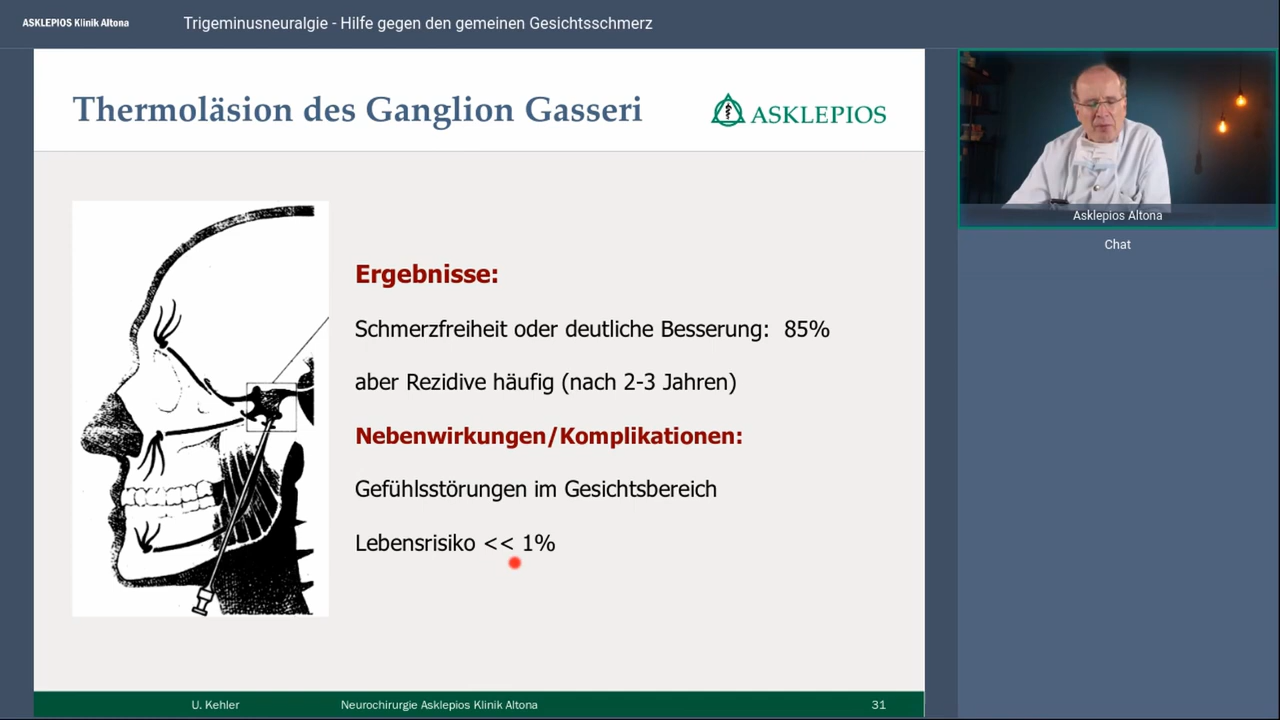 ASKLEPIOS Klinik Altona
Trigeminusneuralgie - Hilfe gegen den gemeinen Gesichtsschmerz
Thermoläsion des Ganglion Gasseri
ASKLEPIOS
Ergebnisse:
Schmerzfreiheit oder deutliche Besserung: 85%
aber Rezidive häufig (nach 2-3 Jahren)
Nebenwirkungen/Komplikationen:
Gefühlsstörungen im Gesichtsbereich
Lebensrisiko << 1%
U. Kehler
Neurochirurgie Asklepios Klinik Altona
31
Asklepios Altona
Chat